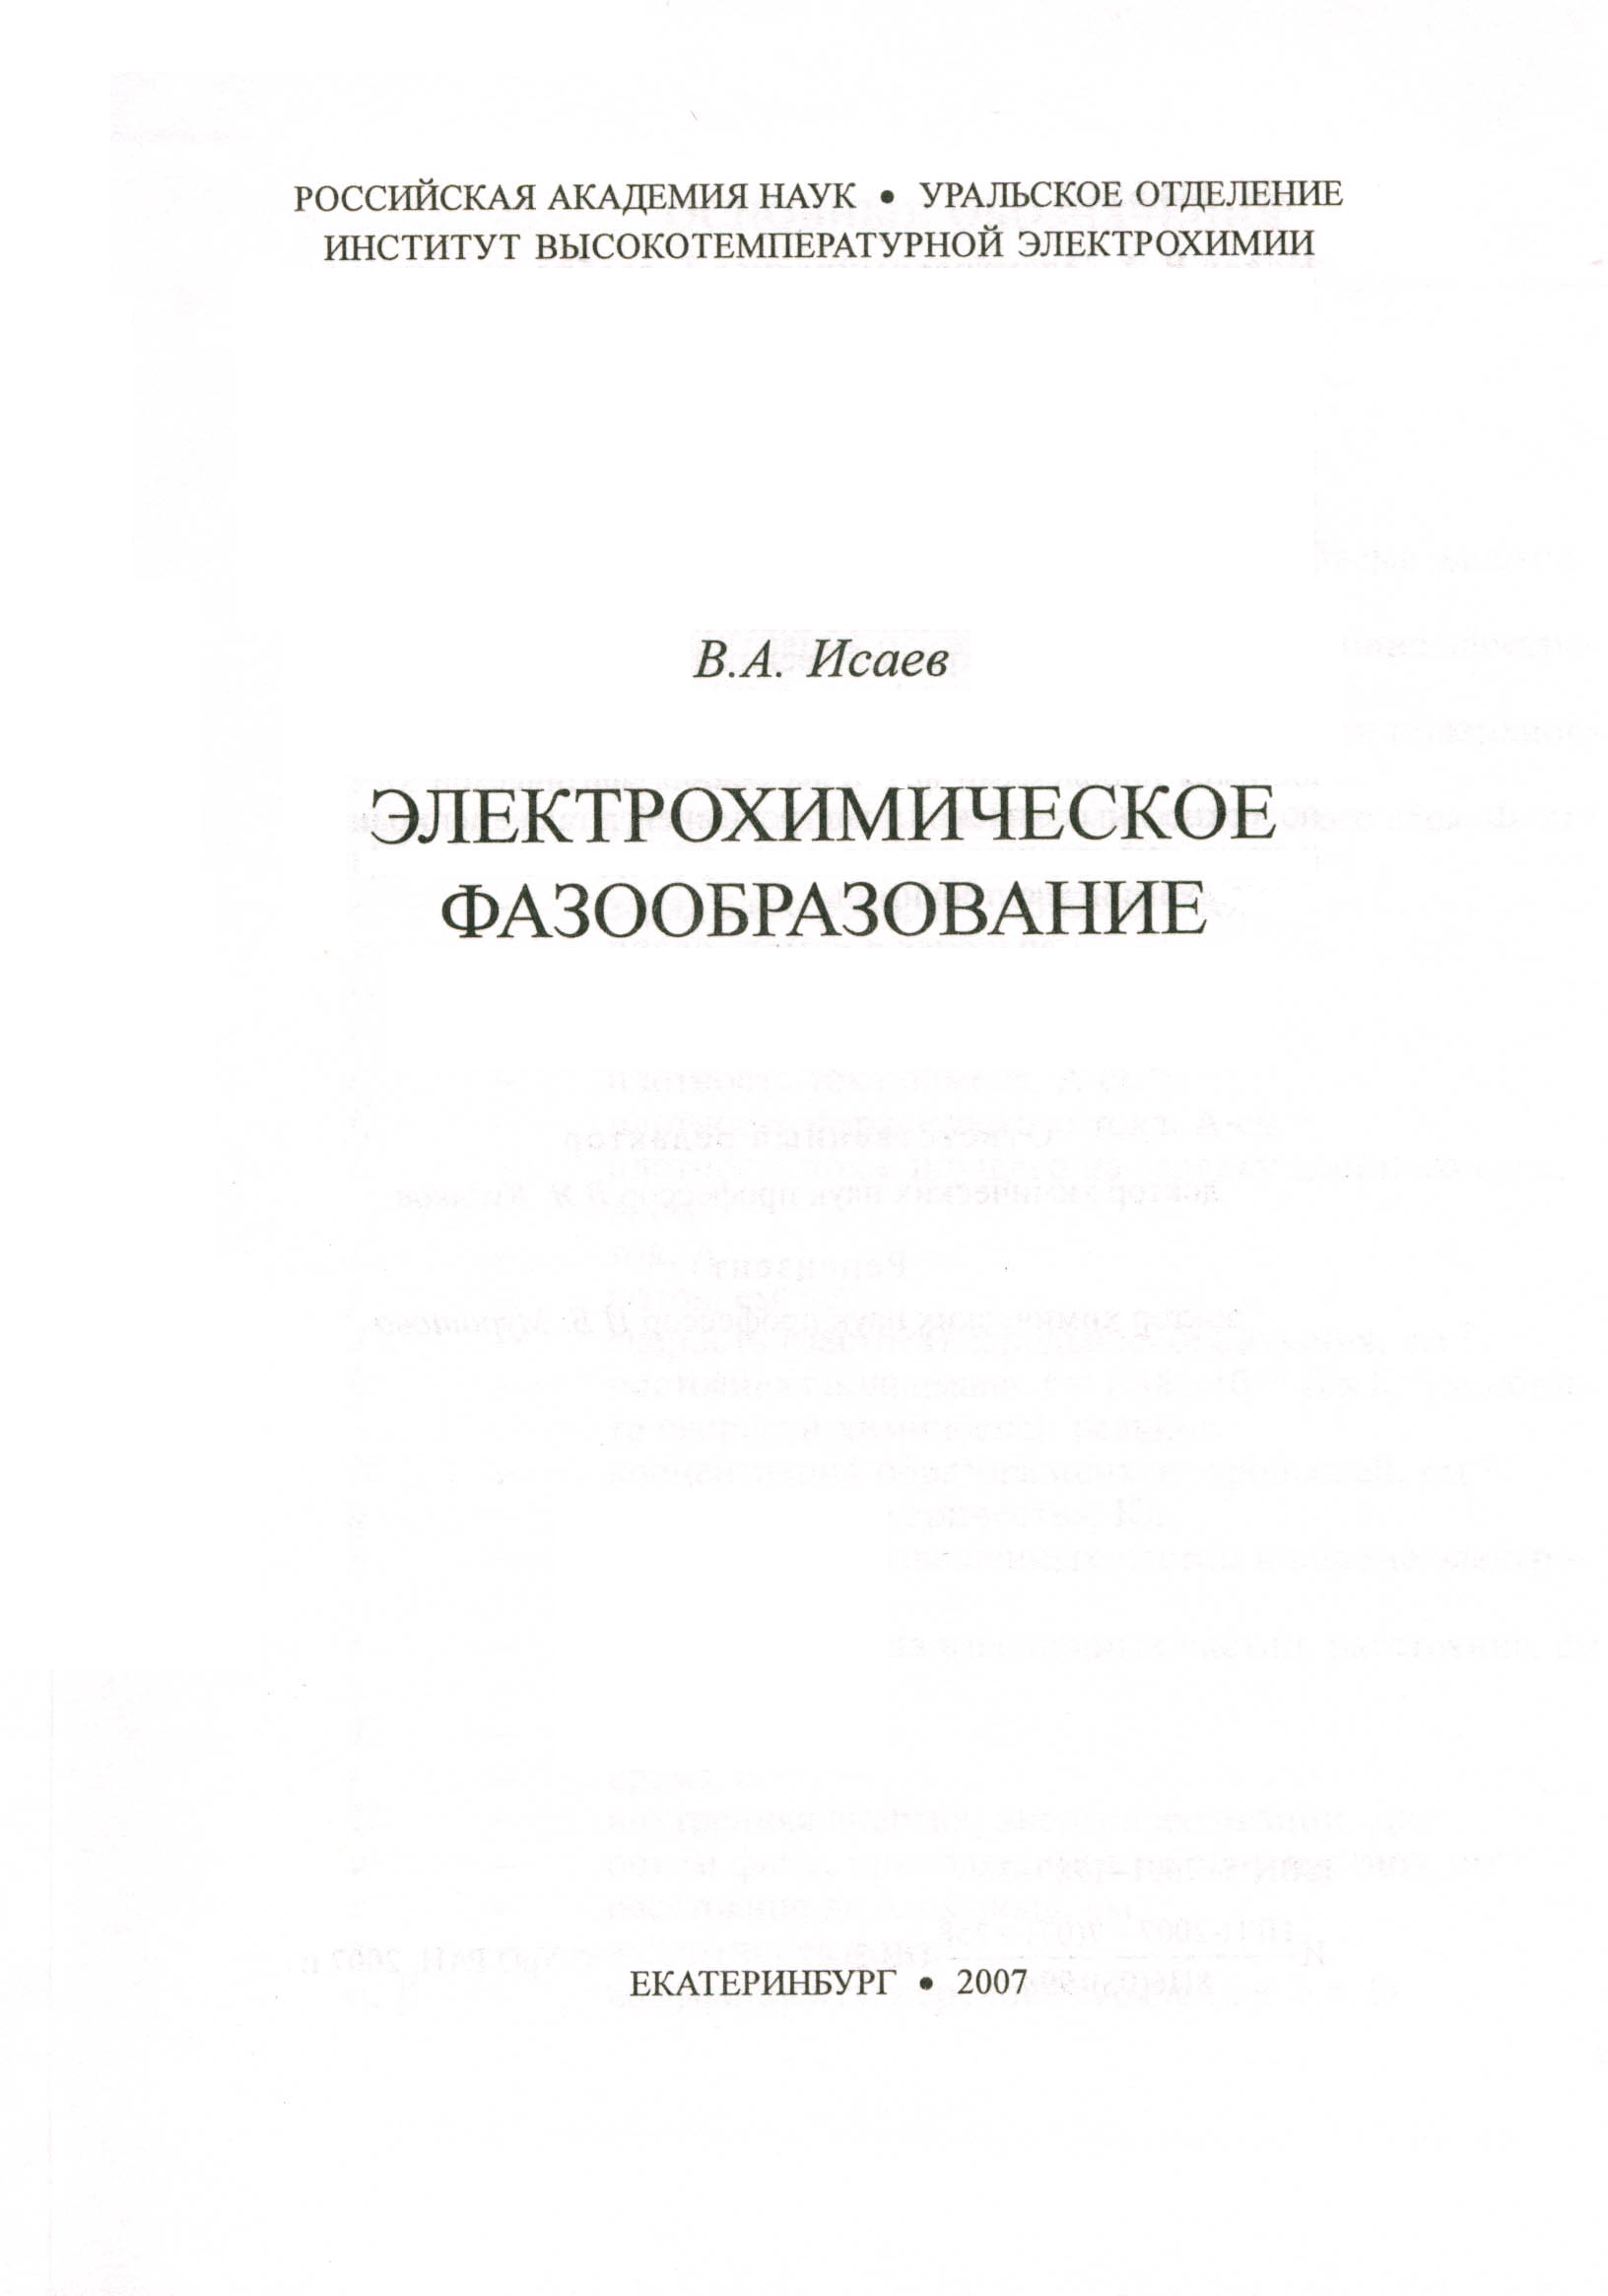 РОССИЙСКАЯ АКАДЕМИЯ НАУК • УРАЛЬСКОЕ ОТДЕЛЕНИЕ
ИНСТИТУТ ВЫСОКОТЕМПЕРАТУРНОЙ ЭЛЕКТРОХИМИИ
В.А. Исаев
ЭЛЕКТРОХИМИЧЕСКОЕ
ФАЗООБРАЗОВАНИЕ
ЕКАТЕРИНБУРГ • 2007